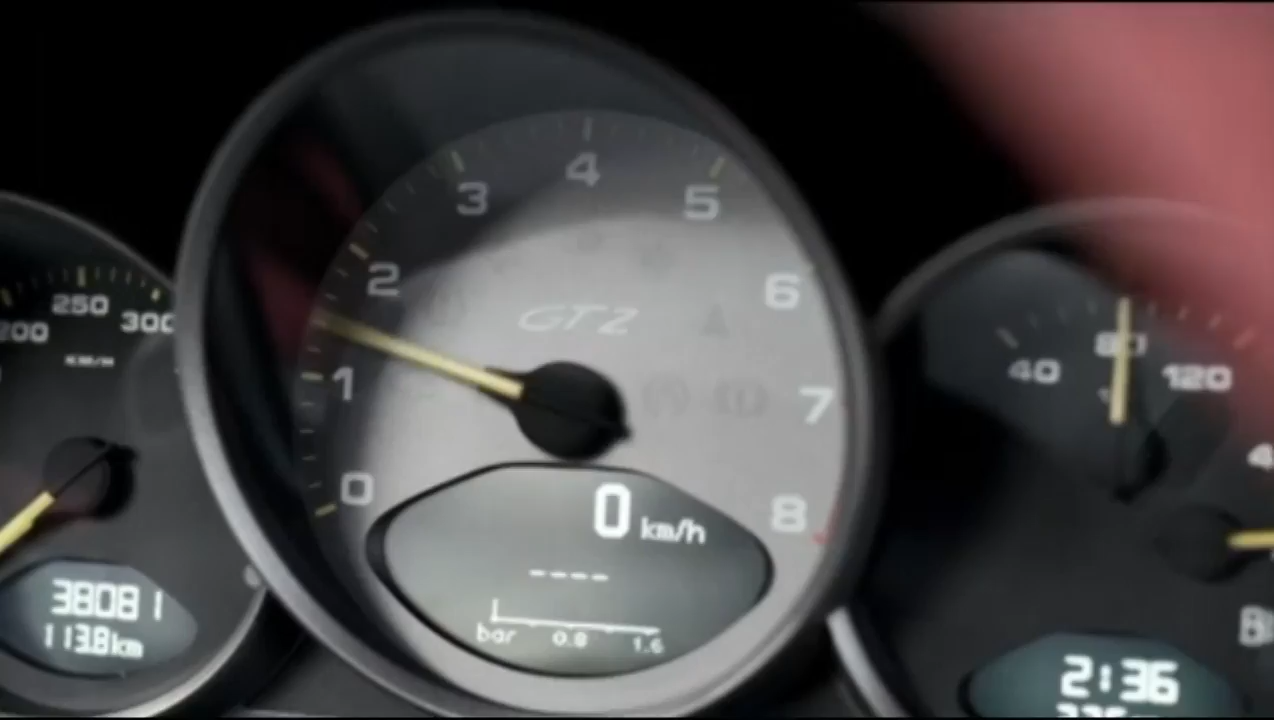 200 250 300
KM/H
38081
113.8km
0 1 2 3 4 5 6 7 8
GT2
0 km/h
----
bar 0.8 1.6
40 80 120
2:36